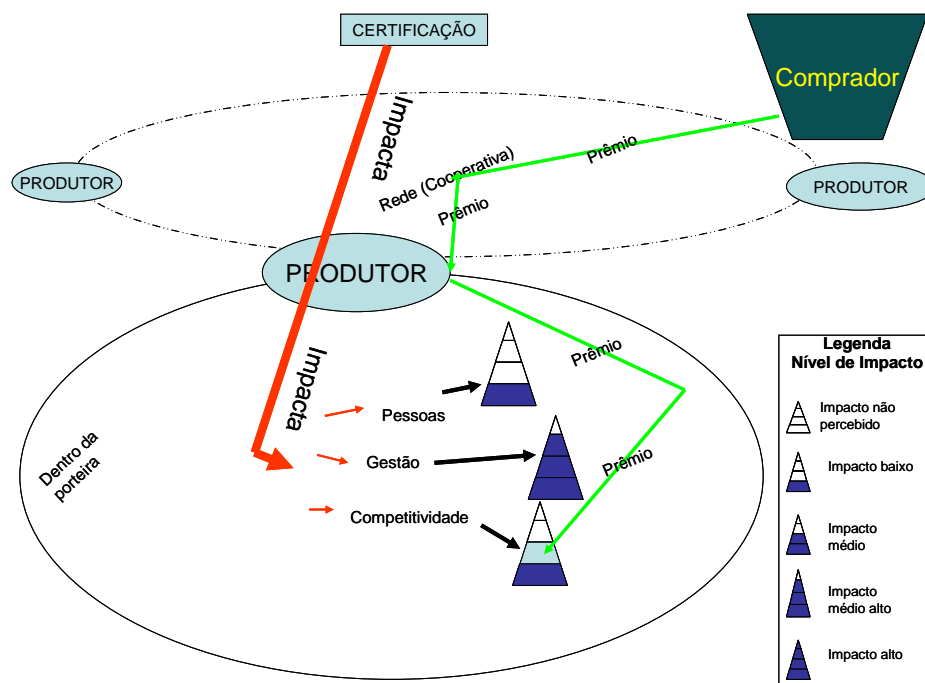 CERTIFICAÇÃO
Comprador
Impacta
Prêmio
Rede (Cooperativa)
Prêmio
PRODUTOR
PRODUTOR
PRODUTOR
Impacta
Prêmio
Pessoas
Gestão
Prêmio
Competitividade
Dentro da
porteira
Legenda
Nível de Impacto
Impacto não
percebido
Impacto baixo
Impacto
médio
Impacto
médio alto
Impacto alto